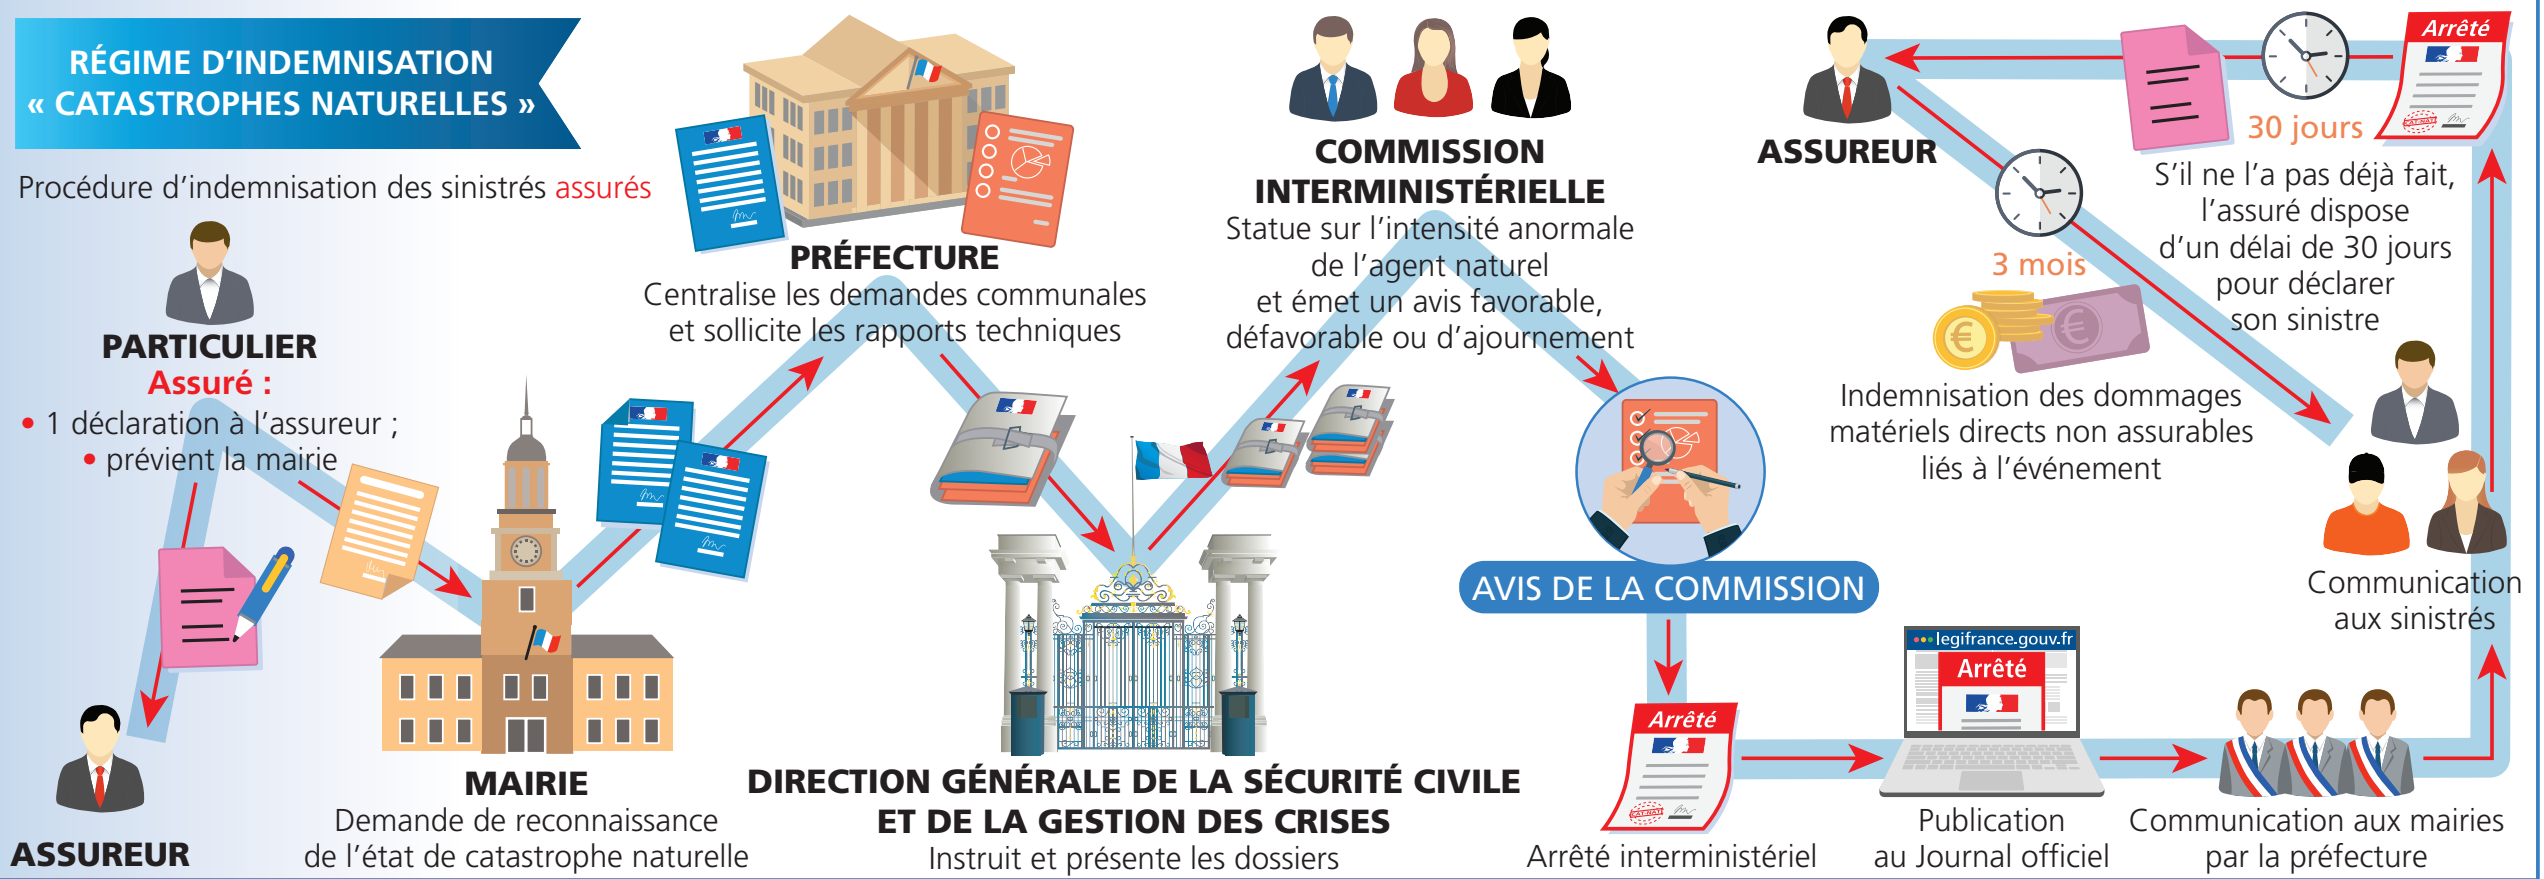 RÉGIME D'INDEMNISATION
« CATASTROPHES NATURELLES »
Procédure d'indemnisation des sinistrés assurés
PARTICULIER
Assuré :
• 1 déclaration à l'assureur ;
• prévient la mairie
ASSUREUR
MAIRIE
Demande de reconnaissance
de l'état de catastrophe naturelle
PRÉFECTURE
Centralise les demandes communales
et sollicite les rapports techniques
DIRECTION GÉNÉRALE DE LA SÉCURITÉ CIVILE
ET DE LA GESTION DES CRISES
Instruit et présente les dossiers
COMMISSION
INTERMINISTÉRIELLE
Statue sur l'intensité anormale
de l'agent naturel
et émet un avis favorable,
défavorable ou d'ajournement
AVIS DE LA COMMISSION
Arrêté
CAT-NAT
Arrêté interministériel
legifrance.gouv.fr
Arrêté
Publication
au Journal officiel
Communication aux mairies
par la préfecture
Communication
aux sinistrés
Arrêté
CAT-NAT
30 jours
S'il ne l'a pas déjà fait,
l'assuré dispose
d'un délai de 30 jours
pour déclarer
son sinistre
ASSUREUR
3 mois
Indemnisation des dommages
matériels directs non assurables
liés à l'événement